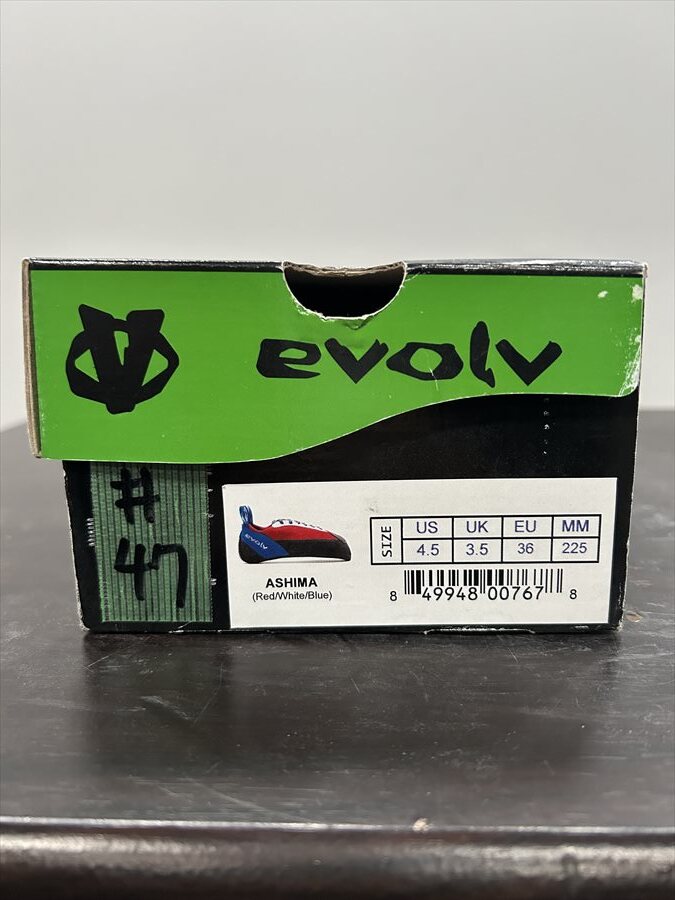 evolv
#
47
evolv
ASHIMA
(Red/White/Blue)
SIZE
US UK EU MM
4.5 3.5 36 225
8 49948 00767 8